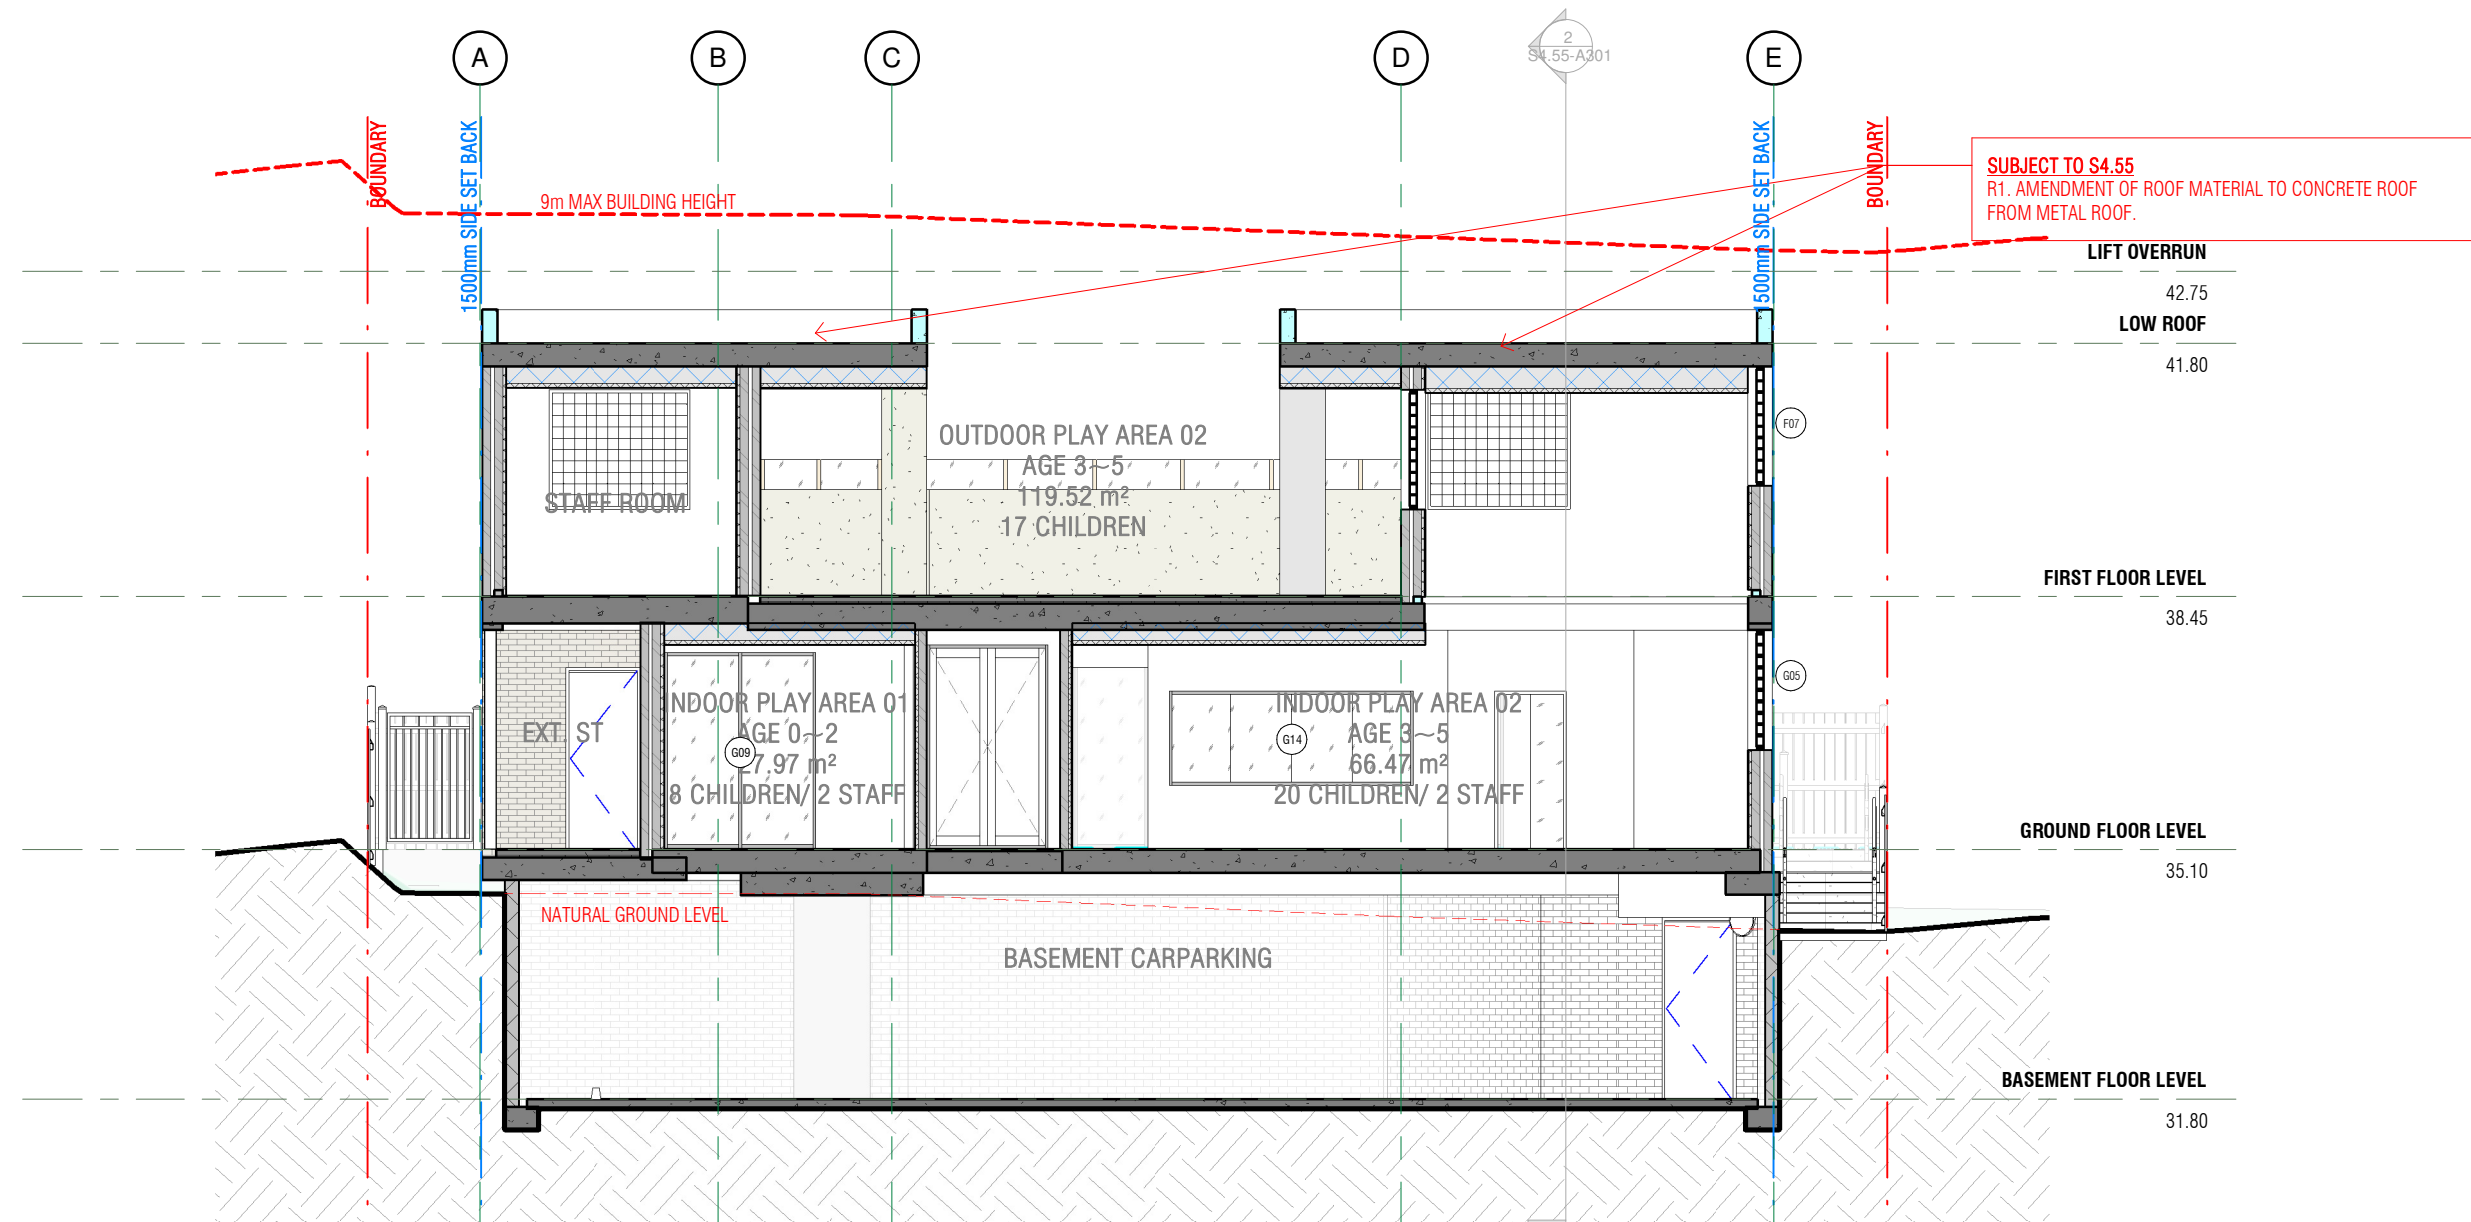 A
B
C
D
2
S4.55-A301
E
BOUNDARY
1500mm SIDE SET BACK
1500mm SIDE SET BACK
BOUNDARY
SUBJECT TO S4.55
R1. AMENDMENT OF ROOF MATERIAL TO CONCRETE ROOF
FROM METAL ROOF.
9m MAX BUILDING HEIGHT
LIFT OVERRUN
42.75
LOW ROOF
41.80
F07
OUTDOOR PLAY AREA 02
AGE 3~5
119.52 m²
17 CHILDREN
STAFF ROOM
FIRST FLOOR LEVEL
38.45
G05
NDOOR PLAY AREA 01
AGE 0~2
27.97 m²
8 CHILDREN/ 2 STAFF
G09
EXT. ST
INDOOR PLAY AREA 02
AGE 3~5
66.47 m²
20 CHILDREN/ 2 STAFF
G14
GROUND FLOOR LEVEL
35.10
NATURAL GROUND LEVEL
BASEMENT CARPARKING
BASEMENT FLOOR LEVEL
31.80